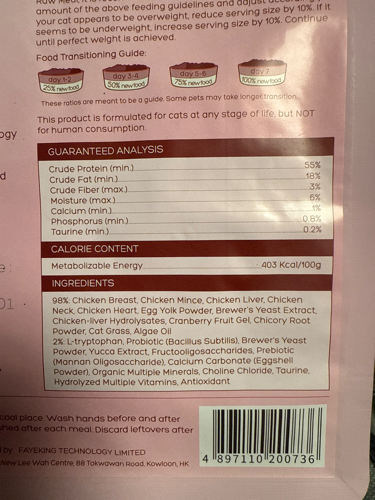 amount of the above feeding guidelines and adjust
your cat appears to be overweight, reduce serving size by 10%. If it
seems to be underweight, increase serving size by 10%. Continue
until perfect weight is achieved.
Food Transitioning Guide:
day 1-2 day 3-4 day 5-6 day 7
25% new food 50% new food 75% new food 100% new food
These ratios are meant to be a guide. Some pets may take longer transition.
This product is formulated for cats at any stage of life, but NOT
for human consumption.
GUARANTEED ANALYSIS
Crude Protein (min.) 55%
Crude Fat (min.) 18%
Crude Fiber (max.) 3%
Moisture (max.) 6%
Calcium (min.) 1%
Phosphorus (min.) 0.8%
Taurine (min.) 0.2%
CALORIE CONTENT
Metabolizable Energy 403 Kcal/100g
INGREDIENTS
98%: Chicken Breast, Chicken Mince, Chicken Liver, Chicken
Neck, Chicken Heart, Egg Yolk Powder, Brewer's Yeast Extract,
Chicken-liver Hydrolysates, Cranberry Fruit Gel, Chicory Root
Powder, Cat Grass, Algae Oil
2%: L-tryptophan, Probiotic (Bacillus Subtilis), Brewer's Yeast
Powder, Yucca Extract, Fructooligosaccharides, Prebiotic
(Mannan Oligosaccharide), Calcium Carbonate (Eggshell
Powder), Organic Multiple Minerals, Choline Chloride, Taurine,
Hydrolyzed Multiple Vitamins, Antioxidant
cool place. Wash hands before and after
dried after each meal. Discard leftovers after
by FAYEKING TECHNOLOGY LIMITED
New Lee Wah Centre, 88 Tokwawan Road, Kowloon, HK
4 897110 200736